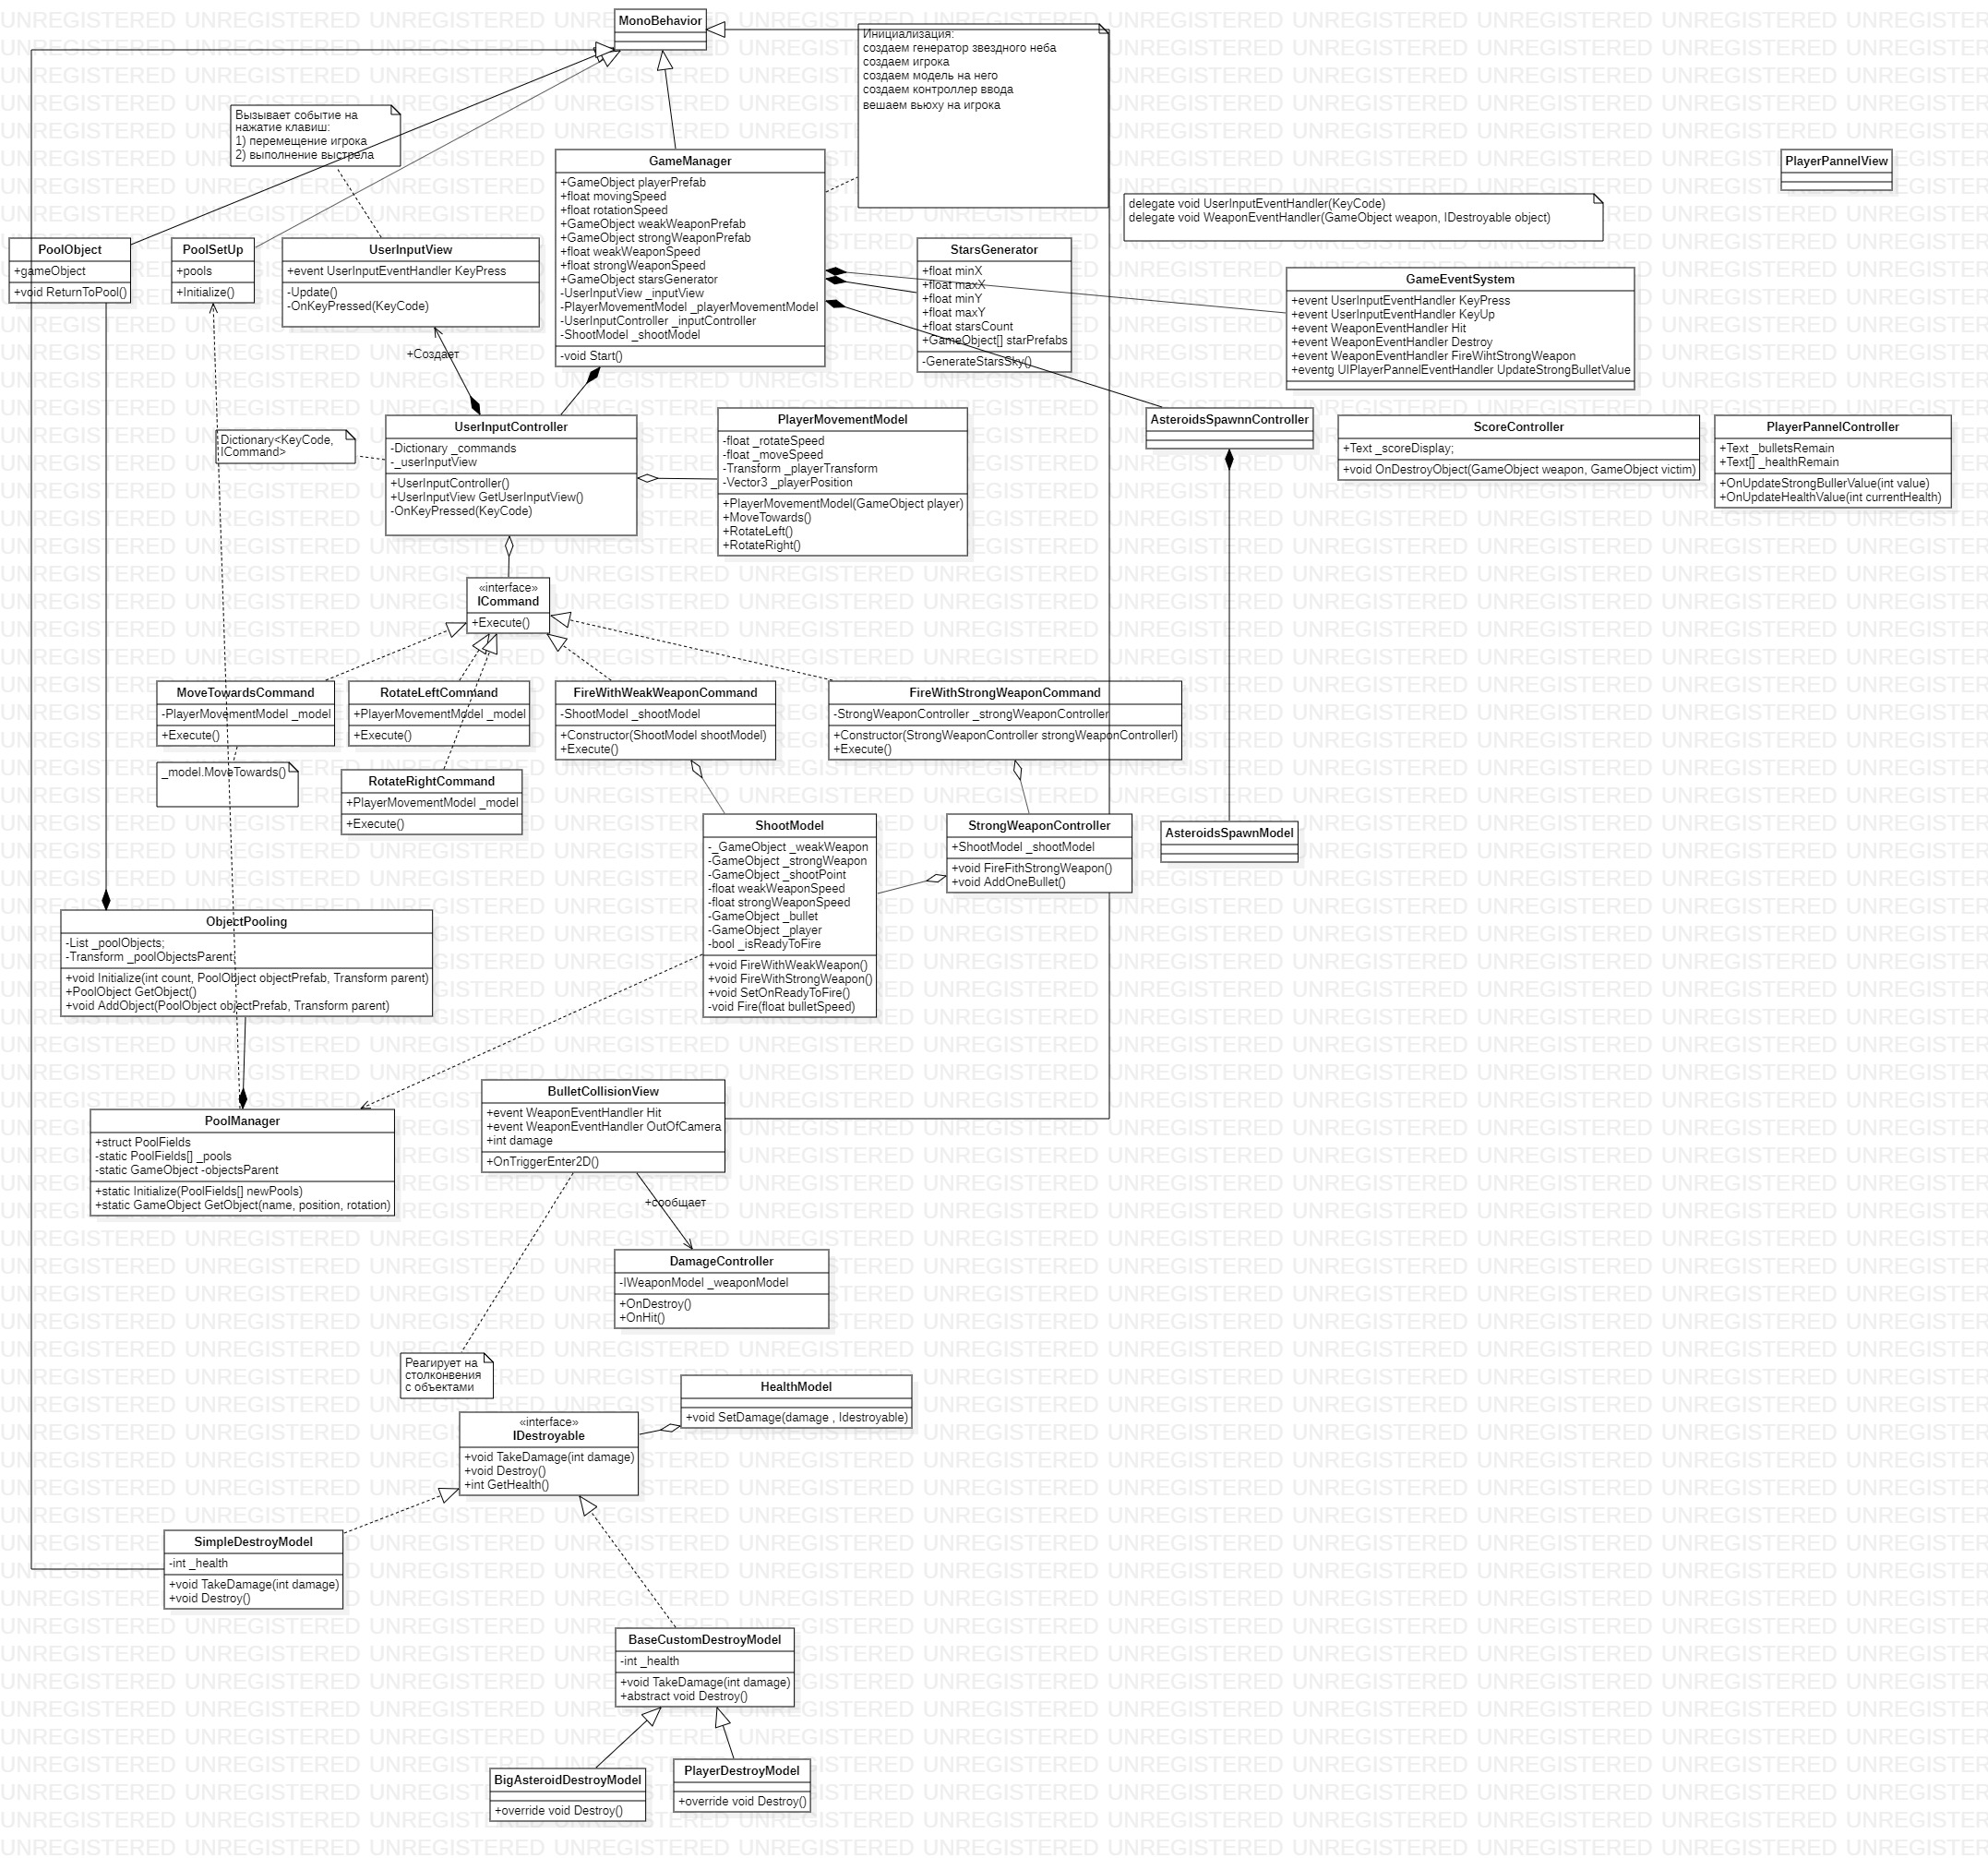 MonoBehavior
Инициализация:
создаем генератор звездного неба
создаем игрока
создаем модель на него
создаем контроллер ввода
вешаем вьюху на игрока
Вызывает событие на
нажатие клавиш:
1) перемещение игрока
2) выполнение выстрела
GameManager
+GameObject playerPrefab
+float movingSpeed
+float rotationSpeed
+GameObject weakWeaponPrefab
+GameObject strongWeaponPrefab
+float weakWeaponSpeed
+float strongWeaponSpeed
+GameObject starsGenerator
-UserInputView _inputView
-PlayerMovementModel _playerMovementModel
-UserInputController _inputController
-ShootModel _shootModel
-void Start()
PlayerPannelView
delegate void UserInputEventHandler(KeyCode)
delegate void WeaponEventHandler(GameObject weapon, IDestroyable object)
PoolObject
+gameObject
+void ReturnToPool()
PoolSetUp
+pools
+Initialize()
UserInputView
+event UserInputEventHandler KeyPress
-Update()
-OnKeyPressed(KeyCode)
StarsGenerator
+float minX
+float maxX
+float minY
+float maxY
+float starsCount
+GameObject[] starPrefabs
-GenerateStarsSky()
GameEventSystem
+event UserInputEventHandler KeyPress
+event UserInputEventHandler KeyUp
+event WeaponEventHandler Hit
+event WeaponEventHandler Destroy
+event WeaponEventHandler FireWihtStrongWeapon
+eventg UIPlayerPannelEventHandler UpdateStrongBulletValue
+Создает
UserInputController
-Dictionary _commands
-_userInputView
+UserInputController()
+UserInputView GetUserInputView()
-OnKeyPressed(KeyCode)
Dictionary<KeyCode,
ICommand>
PlayerMovementModel
-float _rotateSpeed
-float _moveSpeed
-Transform _playerTransform
-Vector3 _playerPosition
+PlayerMovementModel(GameObject player)
+MoveTowards()
+RotateLeft()
+RotateRight()
AsteroidsSpawnnController
ScoreController
+Text _scoreDisplay;
+void OnDestroyObject(GameObject weapon, GameObject victim)
PlayerPannelController
+Text _bulletsRemain
+Text[] _healthRemain
+OnUpdateStrongBullerValue(int value)
+OnUpdateHealthValue(int currentHealth)
«interface»
ICommand
+Execute()
MoveTowardsCommand
-PlayerMovementModel _model
+Execute()
RotateLeftCommand
+PlayerMovementModel _model
+Execute()
FireWithWeakWeaponCommand
-ShootModel _shootModel
+Constructor(ShootModel shootModel)
+Execute()
FireWithStrongWeaponCommand
-StrongWeaponController _strongWeaponController
+Constructor(StrongWeaponController strongWeaponControllerl)
+Execute()
_model.MoveTowards()
RotateRightCommand
+PlayerMovementModel _model
+Execute()
ShootModel
-_GameObject _weakWeapon
-GameObject _strongWeapon
-GameObject _shootPoint
-float weakWeaponSpeed
-float strongWeaponSpeed
-GameObject _bullet
-GameObject _player
-bool _isReadyToFire
+void FireWithWeakWeapon()
+void FireWithStrongWeapon()
+void SetOnReadyToFire()
-void Fire(float bulletSpeed)
StrongWeaponController
+ShootModel _shootModel
+void FireFithStrongWeapon()
+void AddOneBullet()
AsteroidsSpawnModel
ObjectPooling
-List _poolObjects;
-Transform _poolObjectsParent
+void Initialize(int count, PoolObject objectPrefab, Transform parent)
+PoolObject GetObject()
+void AddObject(PoolObject objectPrefab, Transform parent)
PoolManager
+struct PoolFields
-static PoolFields[] _pools
-static GameObject -objectsParent
+static Initialize(PoolFields[] newPools)
+static GameObject GetObject(name, position, rotation)
BulletCollisionView
+event WeaponEventHandler Hit
+event WeaponEventHandler OutOfCamera
+int damage
+OnTriggerEnter2D()
+сообщает
DamageController
-IWeaponModel _weaponModel
+OnDestroy()
+OnHit()
Реагирует на
столконвения
с объектами
HealthModel
+void SetDamage(damage , Idestroyable)
«interface»
IDestroyable
+void TakeDamage(int damage)
+void Destroy()
+int GetHealth()
SimpleDestroyModel
-int _health
+void TakeDamage(int damage)
+void Destroy()
BaseCustomDestroyModel
-int _health
+void TakeDamage(int damage)
+abstract void Destroy()
BigAsteroidDestroyModel
+override void Destroy()
PlayerDestroyModel
+override void Destroy()